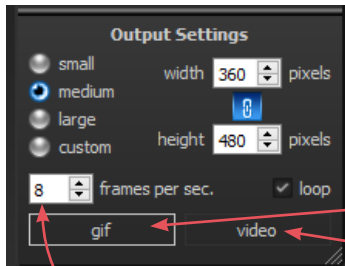 Output Settings
small
width 360 pixels
medium
large
height 480 pixels
custom
8 frames per sec. loop
gif video